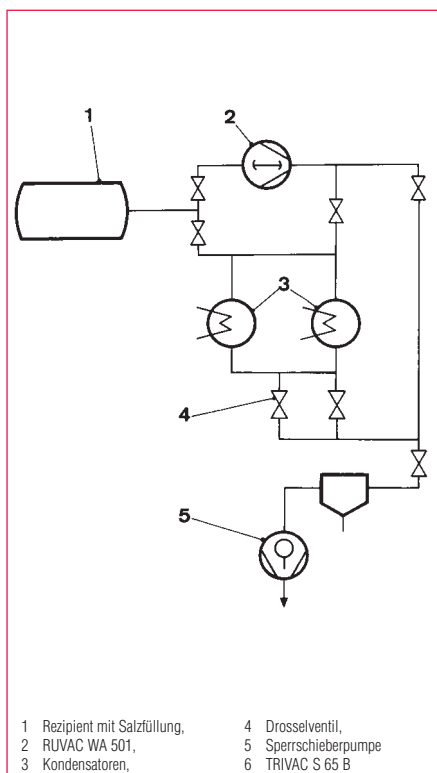 1
2
3
4
5
1 Rezipient mit Salzfüllung,
2 RUVAC WA 501,
3 Kondensatoren,
4 Drosselventil,
5 Sperrschieberpumpe
6 TRIVAC S 65 B